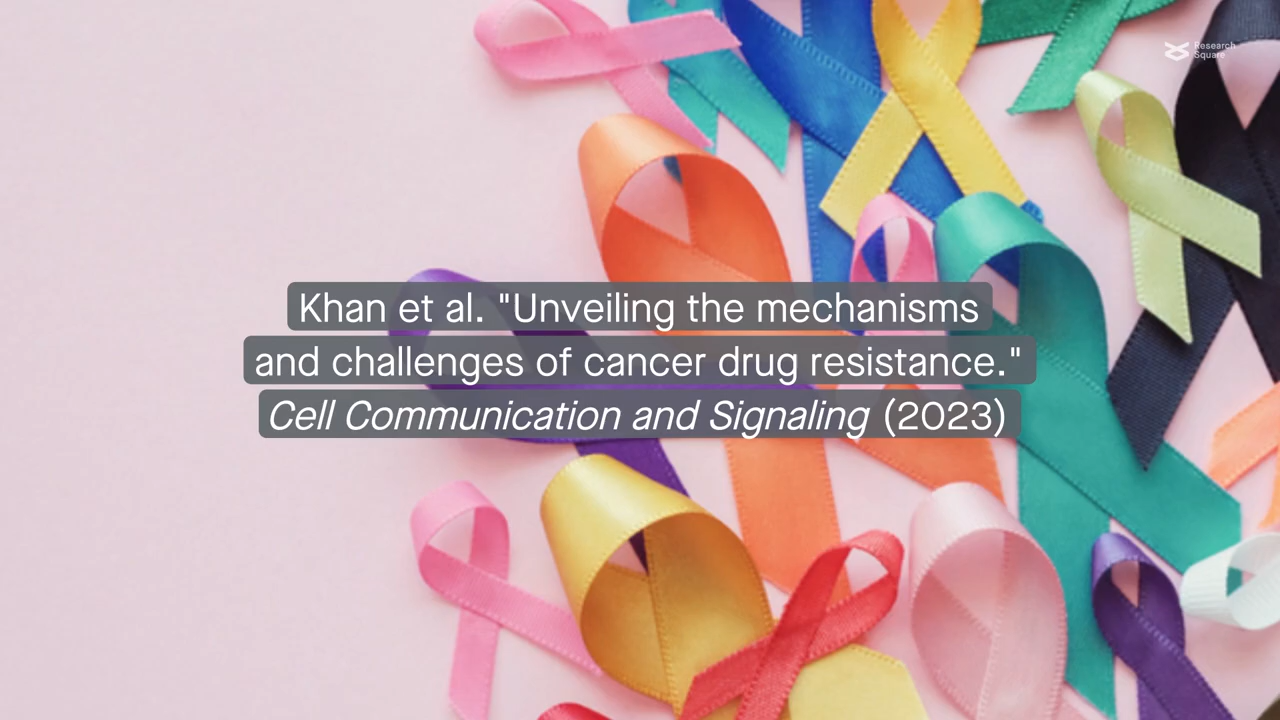 Research
Square
Khan et al. "Unveiling the mechanisms
and challenges of cancer drug resistance."
Cell Communication and Signaling (2023)